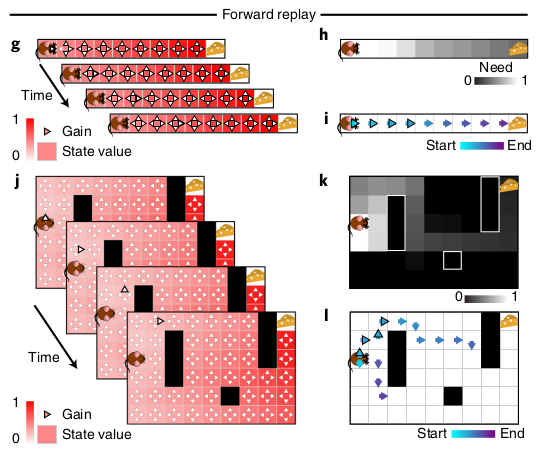 Forward replay
g
Time
1
0
Gain
State value
h
Need
0
1
i
Start
End
j
Time
1
0
Gain
State value
k
0
1
l
Start
End